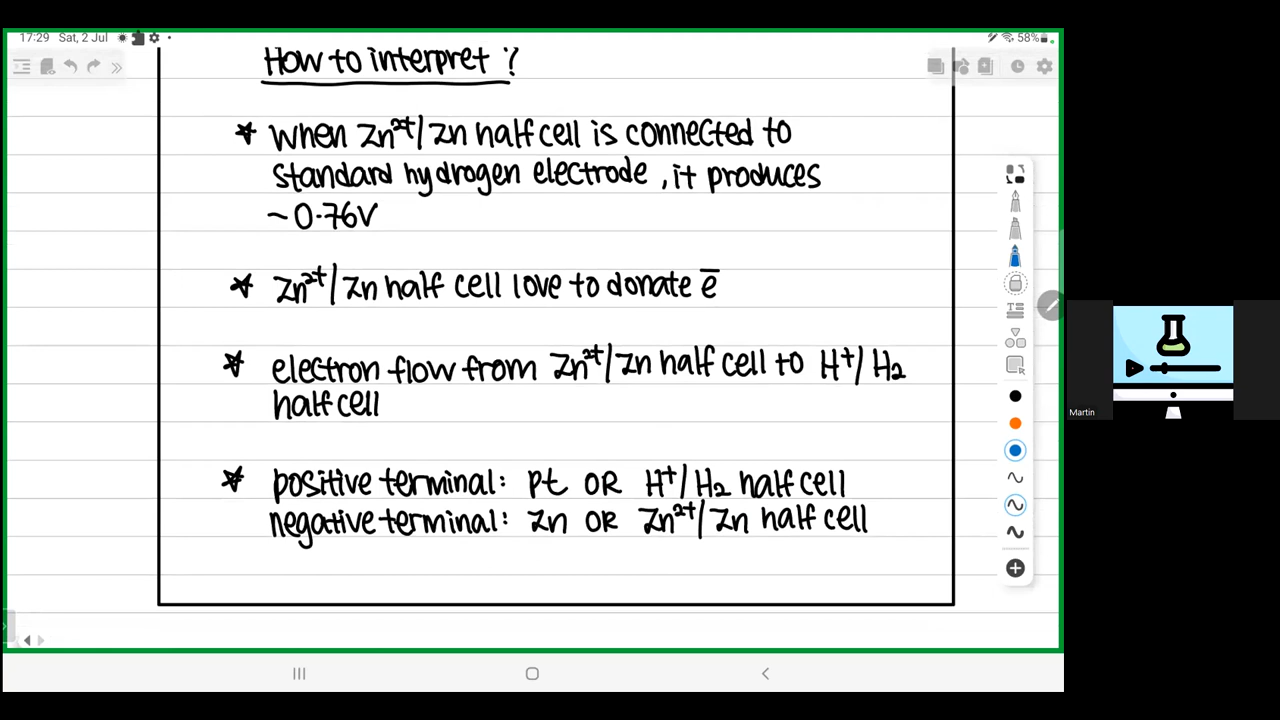 17:29 Sat, 2 Jul
58%
How to interpret?
* When Zn²⁺/Zn half cell is connected to
standard hydrogen electrode, it produces
~0.76V
* Zn²⁺/Zn half cell love to donate ē
* electron flow from Zn²⁺/Zn half cell to H⁺/H₂
half cell
* positive terminal: Pt OR H⁺/H₂ half cell
negative terminal: Zn OR Zn²⁺/Zn half cell
Martin